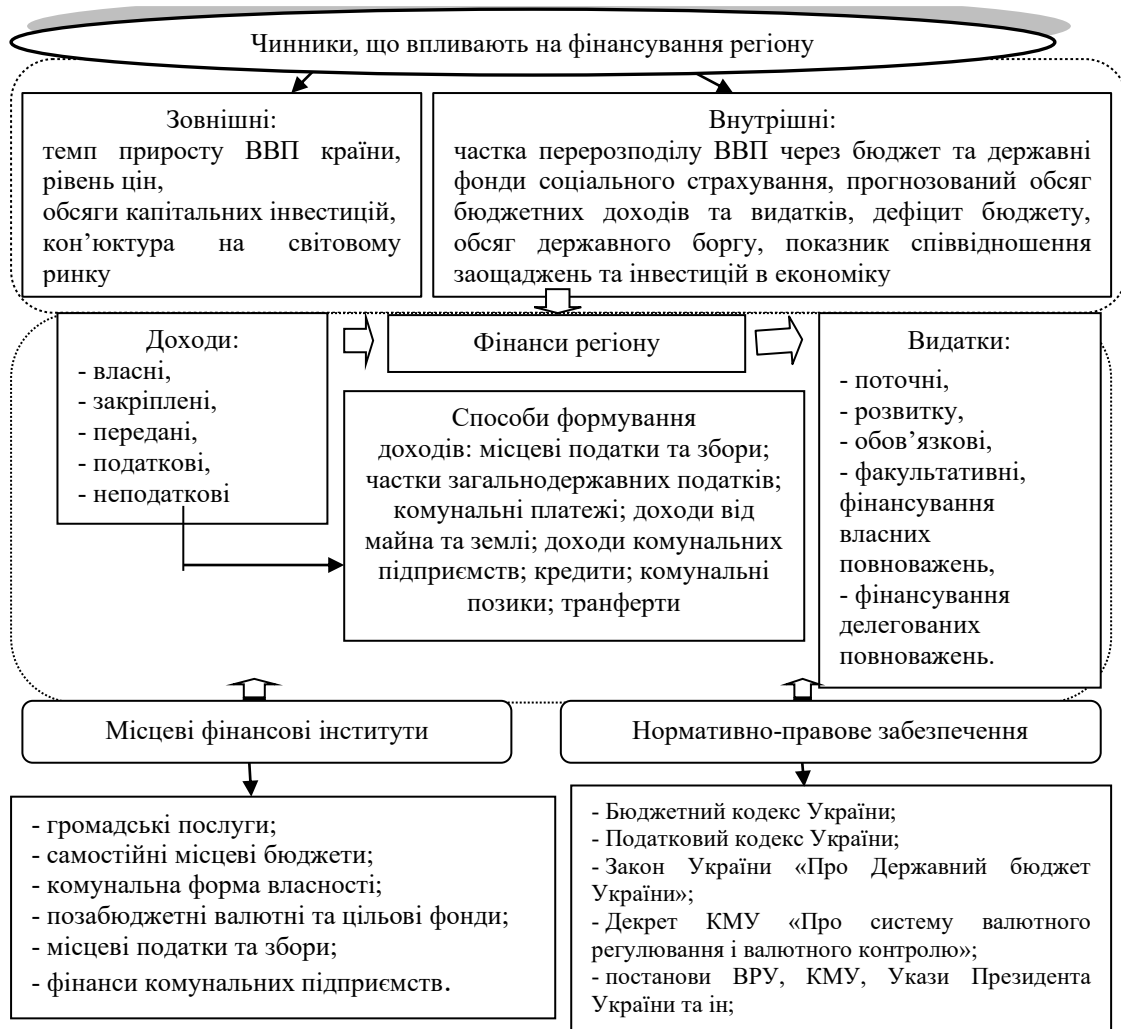 Чинники, що впливають на фінансування регіону
Зовнішні:
темп приросту ВВП країни,
рівень цін,
обсяги капітальних інвестицій,
кон’юктура на світовому
ринку
Внутрішні:
частка перерозподілу ВВП через бюджет та державні
фонди соціального страхування, прогнозований обсяг
бюджетних доходів та видатків, дефіцит бюджету,
обсяг державного боргу, показник співвідношення
заощаджень та інвестицій в економіку
Доходи:
- власні,
- закріплені,
- передані,
- податкові,
- неподаткові
Фінанси регіону
Способи формування
доходів: місцеві податки та збори;
частки загальнодержавних податків;
комунальні платежі; доходи від
майна та землі; доходи комунальних
підприємств; кредити; комунальні
позики; транферти
Видатки:
- поточні,
- розвитку,
- обов’язкові,
- факультативні,
фінансування
власних
повноважень,
- фінансування
делегованих
повноважень.
Місцеві фінансові інститути
- громадські послуги;
- самостійні місцеві бюджети;
- комунальна форма власності;
- позабюджетні валютні та цільові фонди;
- місцеві податки та збори;
- фінанси комунальних підприємств.
Нормативно-правове забезпечення
- Бюджетний кодекс України;
- Податковий кодекс України;
- Закон України «Про Державний бюджет
України»;
- Декрет КМУ «Про систему валютного
регулювання і валютного контролю»;
- постанови ВРУ, КМУ, Укази Президента
України та ін;